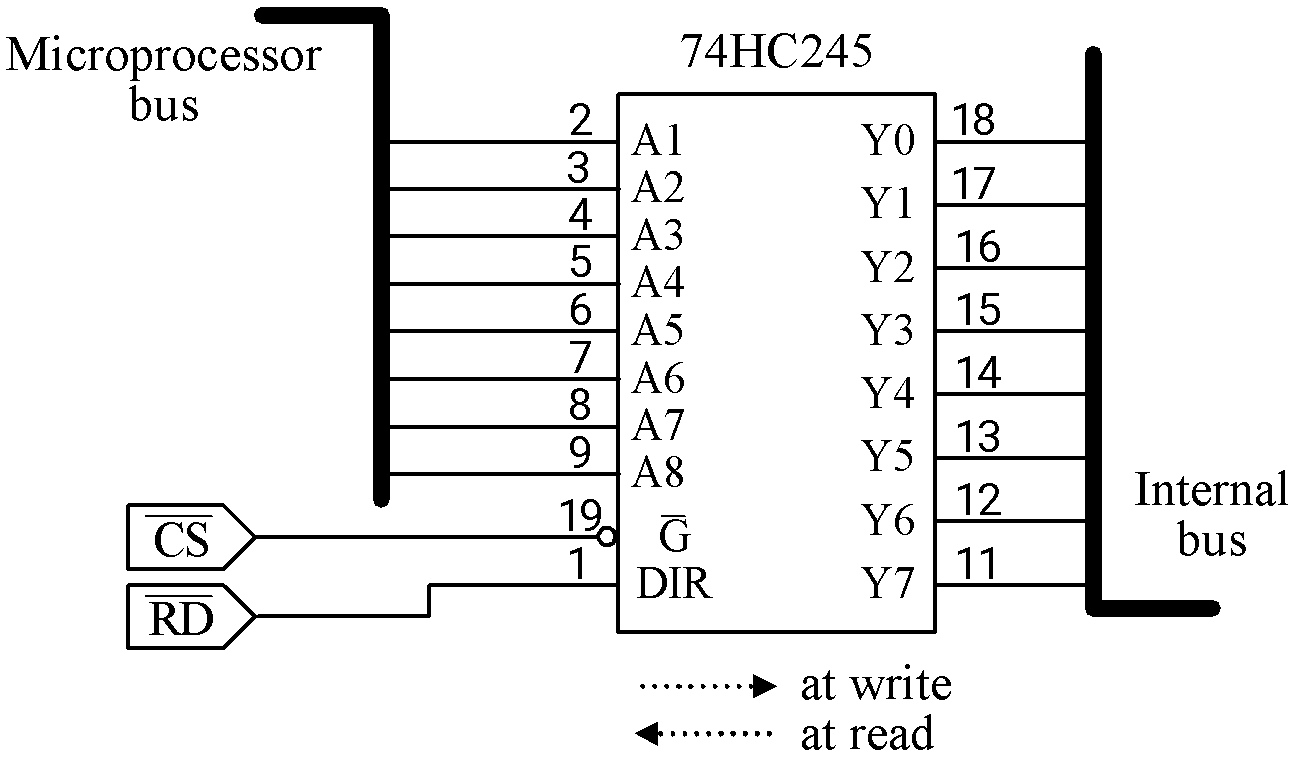 74HC245
Microprocessor
bus
2 A1 Y0 18
3 A2 Y1 17
4 A3 Y2 16
5 A4 Y3 15
6 A5 Y4 14
7 A6 Y5 13
8 A7 Y6 12
9 A8 Y7 11
C̅S̅ 19 G̅
R̅D̅ 1 DIR
Internal
bus
at write
at read